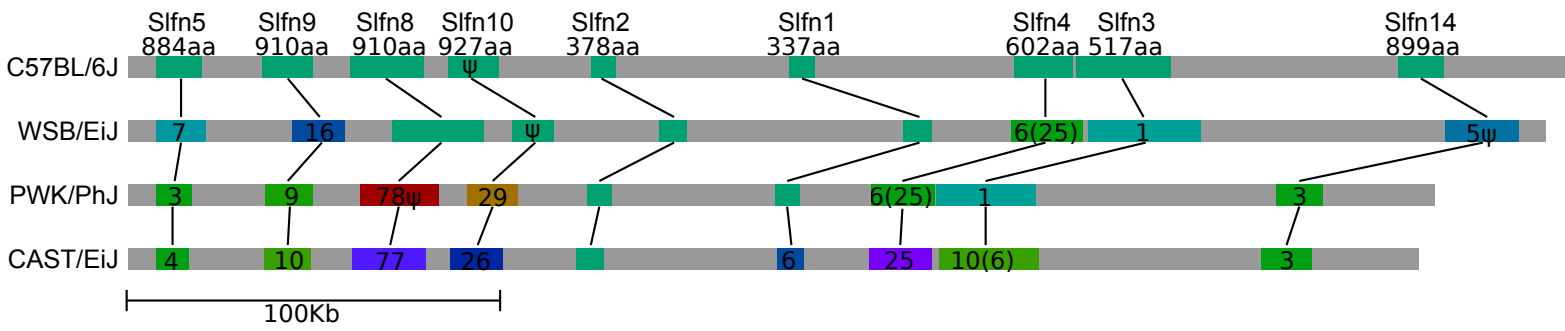 Slfn5 Slfn9 Slfn8 Slfn10 Slfn2 Slfn1 Slfn4 Slfn3 Slfn14
884aa 910aa 910aa 927aa 378aa 337aa 602aa 517aa 899aa
C57BL/6J ψ
WSB/EiJ 7 16 ψ 6(25) 1 5ψ
PWK/PhJ 3 9 78ψ 29 6(25) 1 3
CAST/EiJ 4 10 77 26 6 25 10(6) 3
100Kb